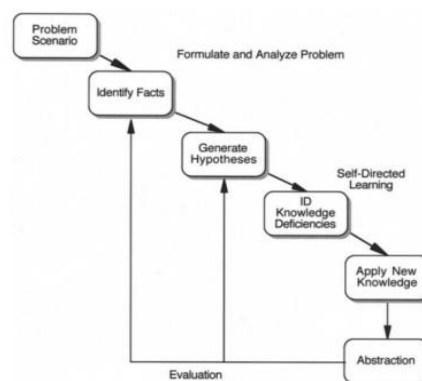 Problem
Scenario
Formulate and Analyze Problem
Identify Facts
Generate
Hypotheses
Self-Directed
Learning
ID
Knowledge
Deficiencies
Apply New
Knowledge
Abstraction
Evaluation